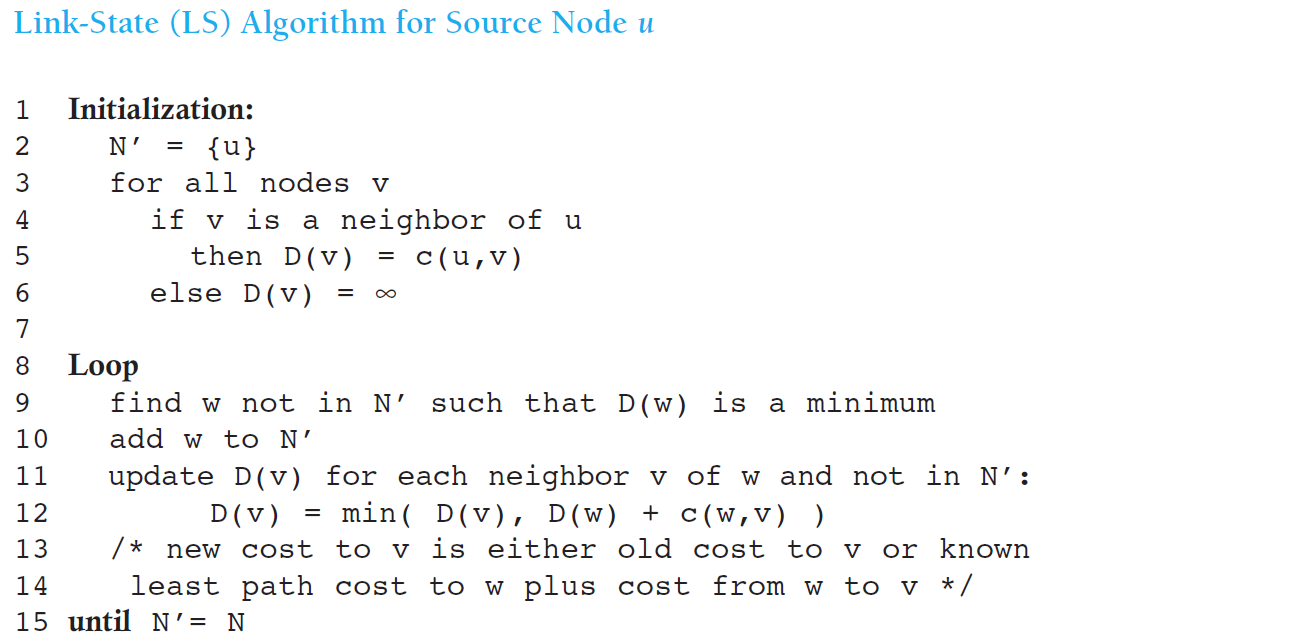 Link-State (LS) Algorithm for Source Node u
1 Initialization:
2 N’ = {u}
3 for all nodes v
4 if v is a neighbor of u
5 then D(v) = c(u,v)
6 else D(v) = ∞
7
8 Loop
9 find w not in N’ such that D(w) is a minimum
10 add w to N’
11 update D(v) for each neighbor v of w and not in N’:
12 D(v) = min( D(v), D(w) + c(w,v) )
13 /* new cost to v is either old cost to v or known
14 least path cost to w plus cost from w to v */
15 until N’= N